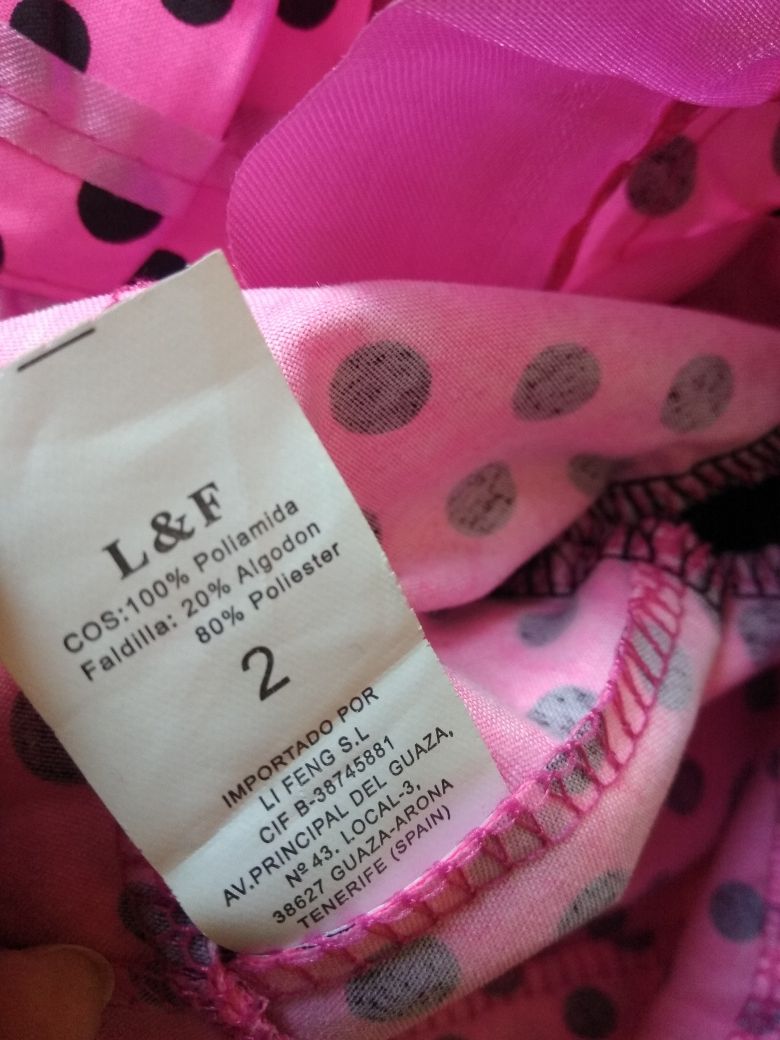 L&F
COS:100% Poliamida
Faldilla: 20% Algodon
80% Poliester
2
IMPORTADO POR
LI FENG S.L
CIF B-38745881
AV.PRINCIPAL DEL GUAZA,
Nº 43. LOCAL-3,
38627 GUAZA-ARONA
TENERIFE (SPAIN)